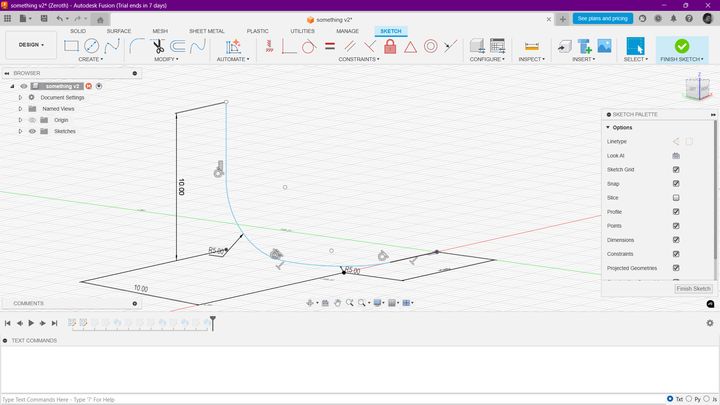 something v2* (Zeroth) - Autodesk Fusion (Trial ends in 7 days)
something v2*
See plans and pricing
DESIGN
SOLID SURFACE MESH SHEET METAL PLASTIC UTILITIES MANAGE SKETCH
CREATE MODIFY AUTOMATE CONSTRAINTS CONFIGURE INSPECT INSERT SELECT FINISH SKETCH
BROWSER
something v2
Document Settings
Named Views
Origin
Sketches
10.00
R5.00
R5.00
10.00
SKETCH PALETTE
Options
Linetype
Look At
Sketch Grid
Snap
Slice
Profile
Points
Dimensions
Constraints
Projected Geometries
Finish Sketch
COMMENTS
TEXT COMMANDS
Type Text Commands Here - Type '?' For Help
Txt Py Js